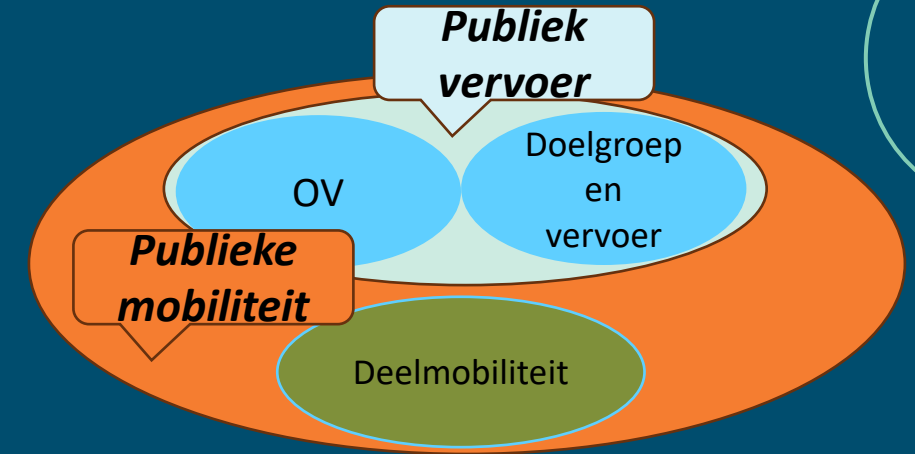 Publiek
vervoer
OV
Doelgroep
en
vervoer
Publieke
mobiliteit
Deelmobiliteit